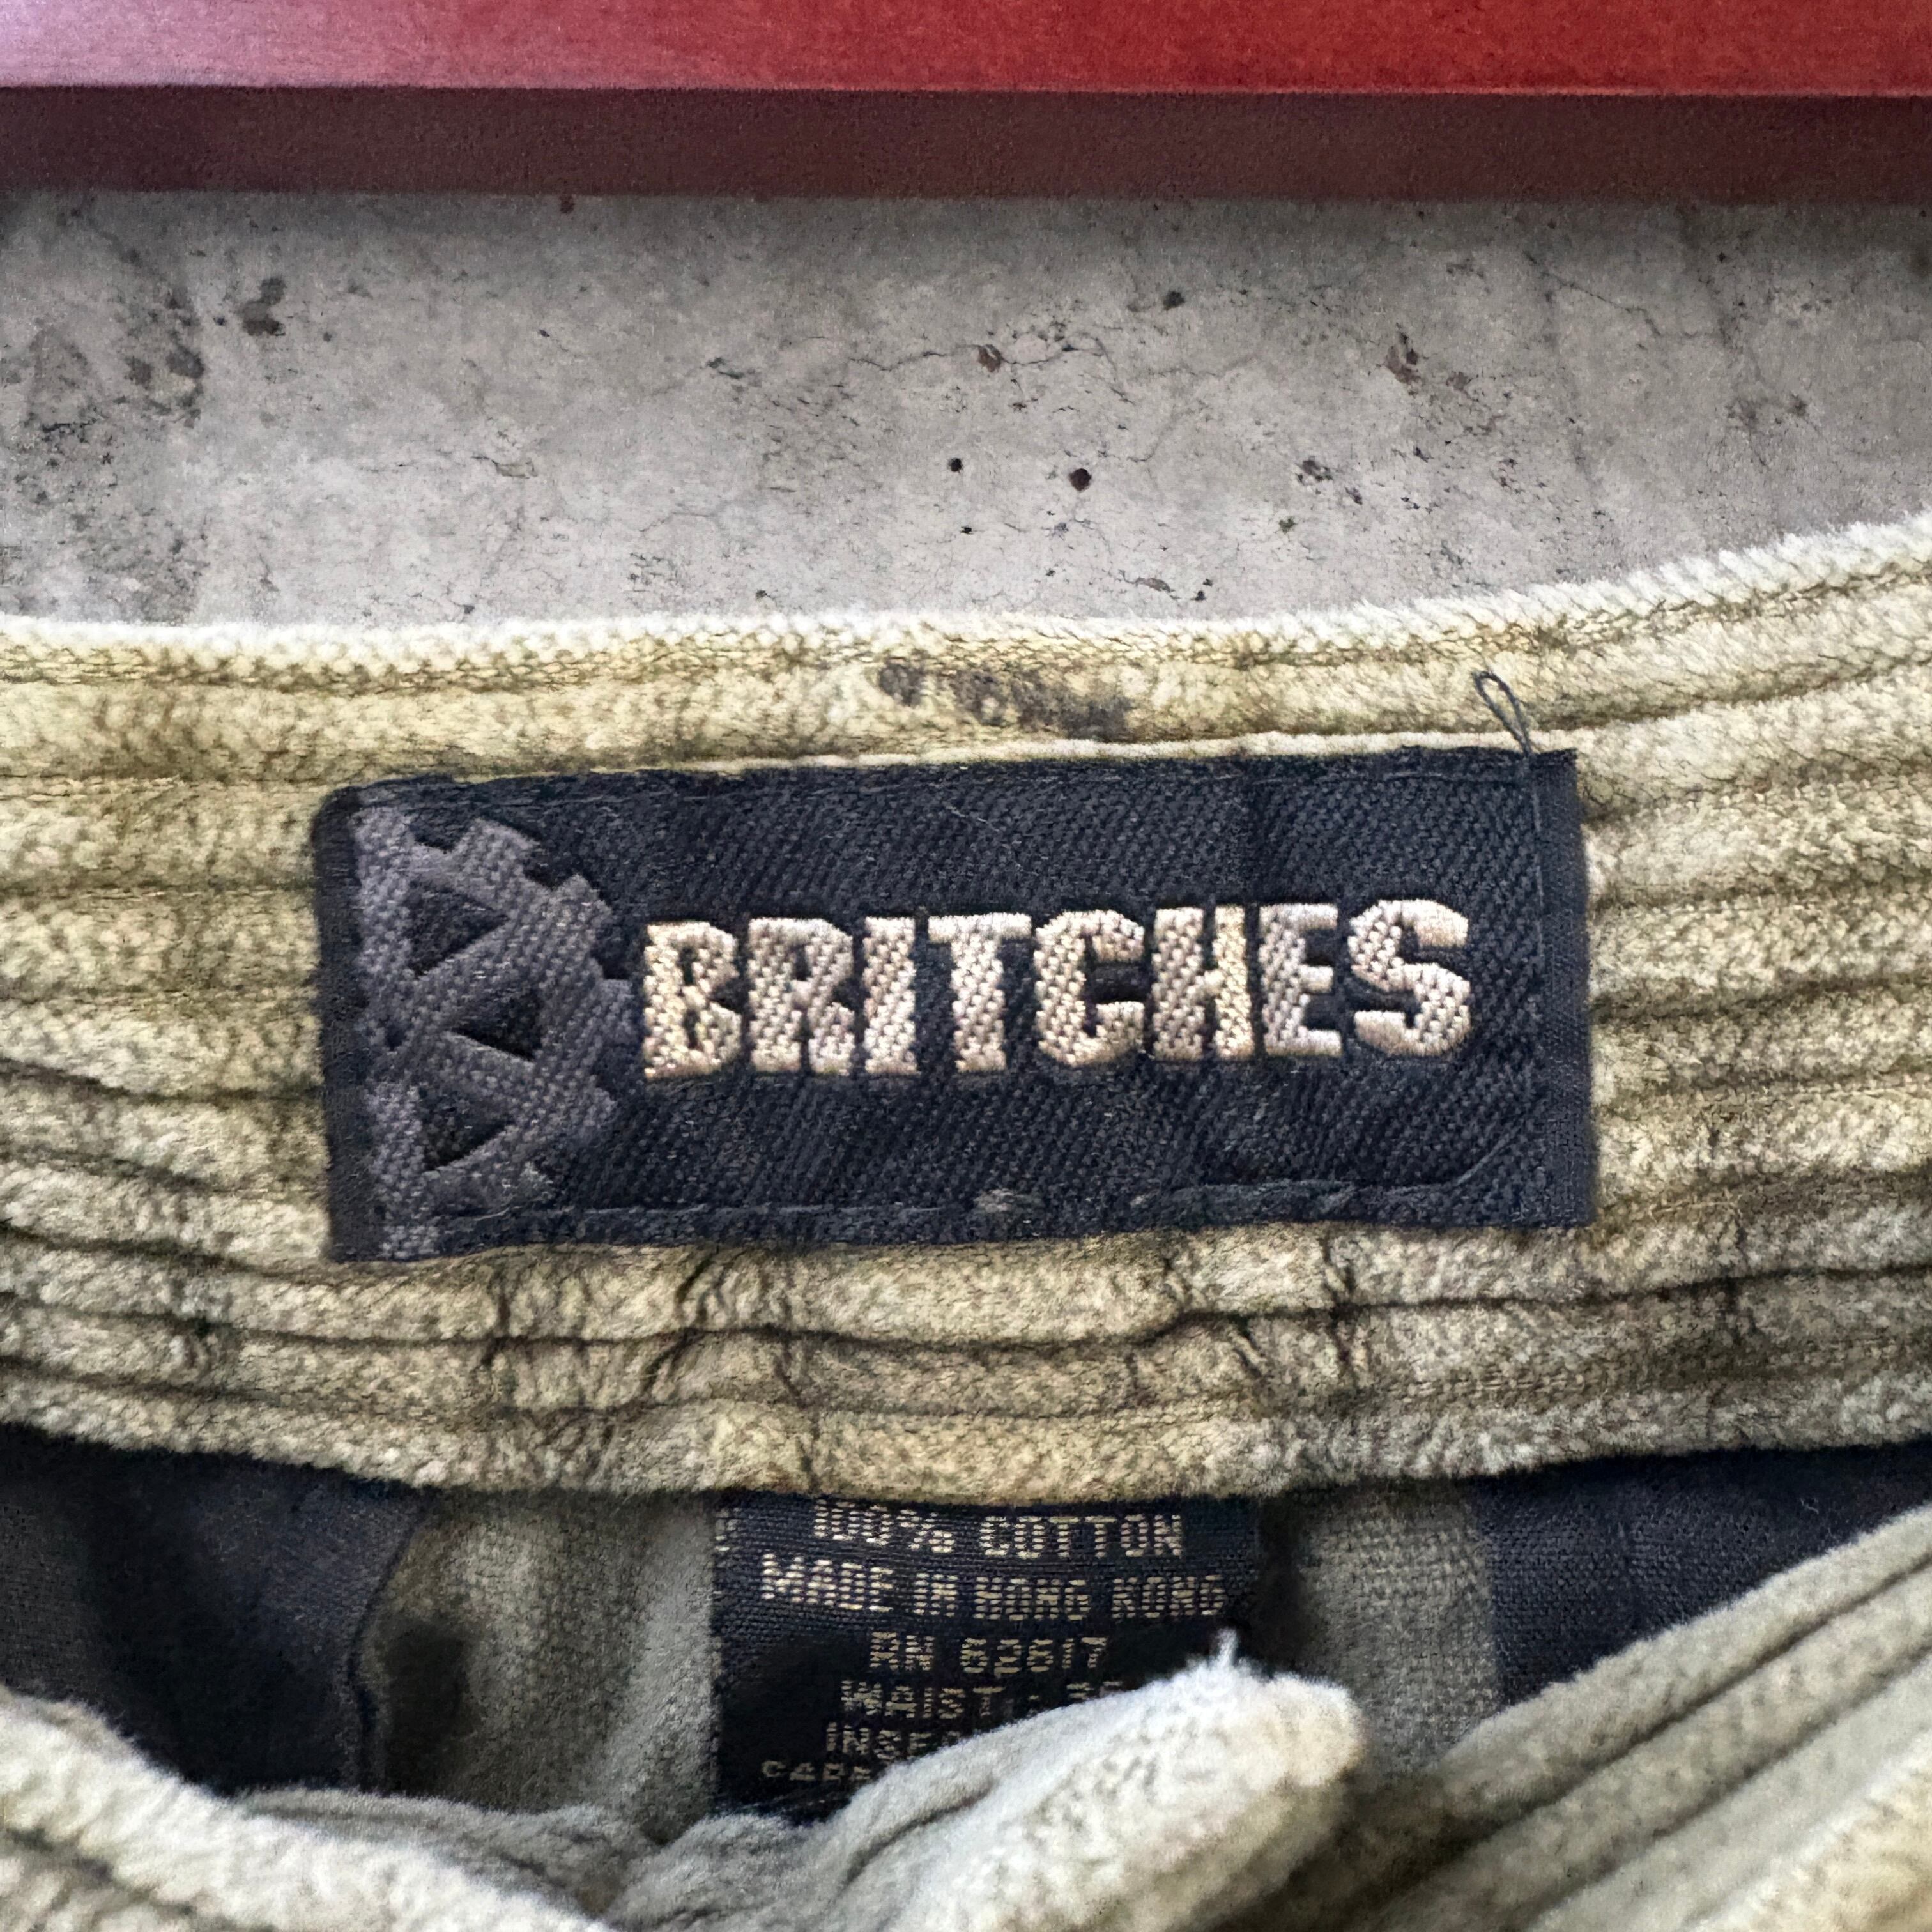 BRITCHES
100% COTTON
MADE IN HONG KONG
RN 62617